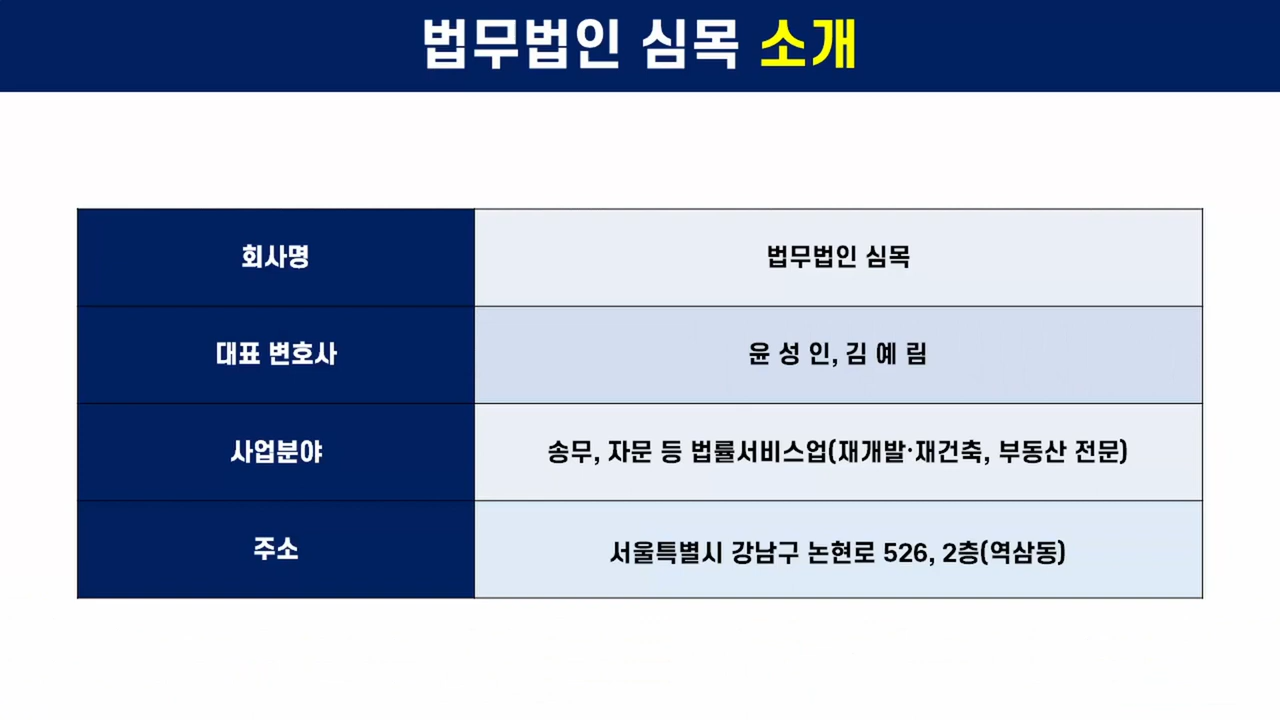 법무법인 심목 소개
회사명
법무법인 심목
대표 변호사
윤 성 인, 김 예 림
사업분야
송무, 자문 등 법률서비스업(재개발·재건축, 부동산 전문)
주소
서울특별시 강남구 논현로 526, 2층(역삼동)